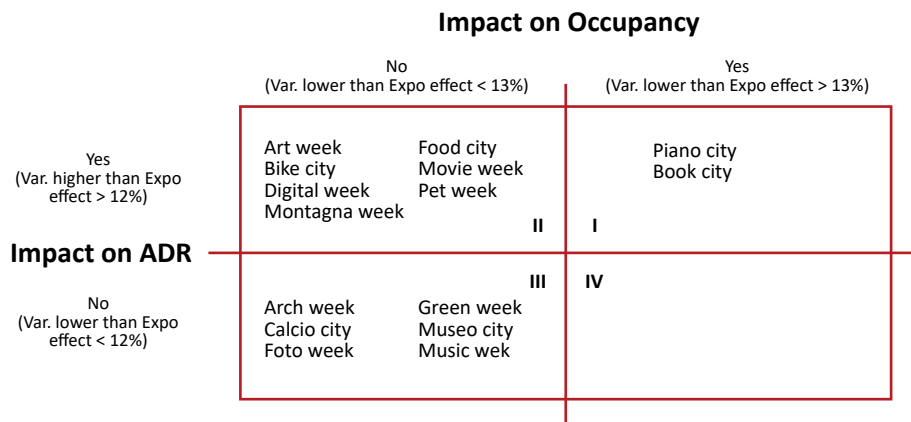 Impact on Occupancy
No
(Var. lower than Expo effect < 13%)
Yes
(Var. lower than Expo effect > 13%)
Yes
(Var. higher than Expo
effect > 12%)
Art week
Bike city
Digital week
Montagna week
Food city
Movie week
Pet week
II
Piano city
Book city
I
Impact on ADR
No
(Var. lower than Expo
effect < 12%)
III
Arch week
Calcio city
Foto week
Green week
Museo city
Music wek
IV